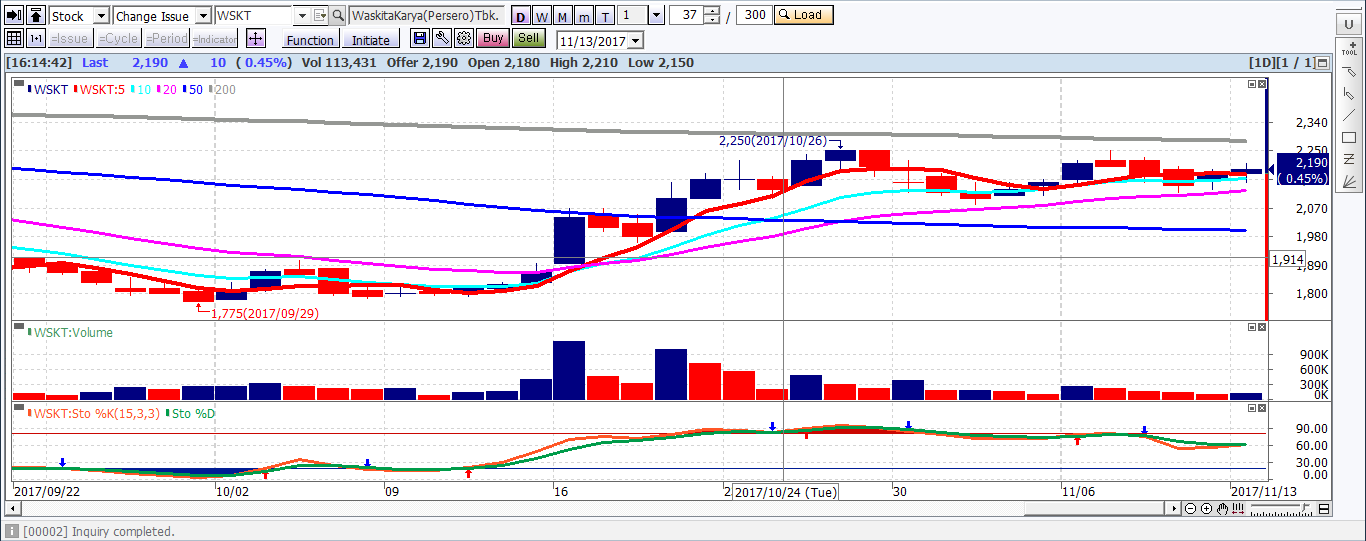 Stock Change Issue WSKT WaskitaKarya(Persero)Tbk. D W M m T 1 37 / 300 Load U
1+1 =Issue =Cycle =Period =Indicator Function Initiate Buy Sell 11/13/2017
TOOL
[16:14:42] Last 2,190 ▲ 10 ( 0.45%) Vol 113,431 Offer 2,190 Open 2,180 High 2,210 Low 2,150 [1D][1 / 1]
WSKT WSKT:5 10 20 50 200
2,340
2,250(2017/10/26)
2,250
2,190
( 0.45%)
2,070
1,980
1,914
1,890
1,800
1,775(2017/09/29)
WSKT:Volume
900K
600K
300K
0K
WSKT:Sto %K(15,3,3) Sto %D
90.00
60.00
30.00
0.00
2017/09/22 10/02 09 16 2 2017/10/24 (Tue) 30 11/06 2017/11/13
[00002] Inquiry completed.